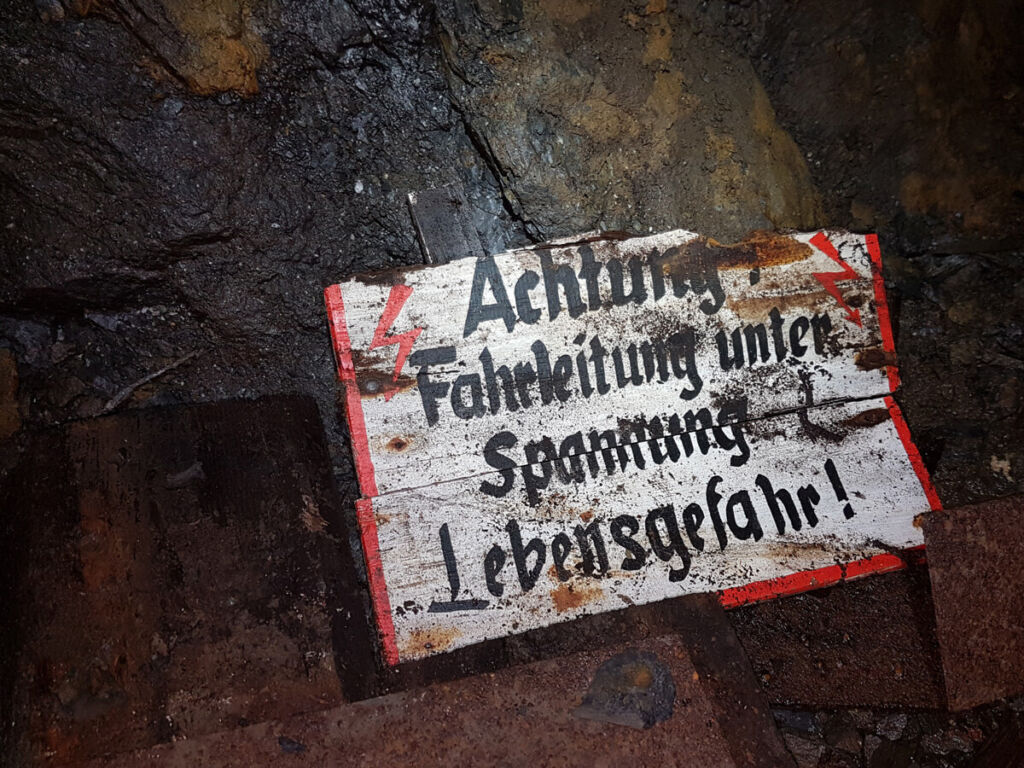 Achtung!
Fahrleitung unter
Spannung!
Lebensgefahr!